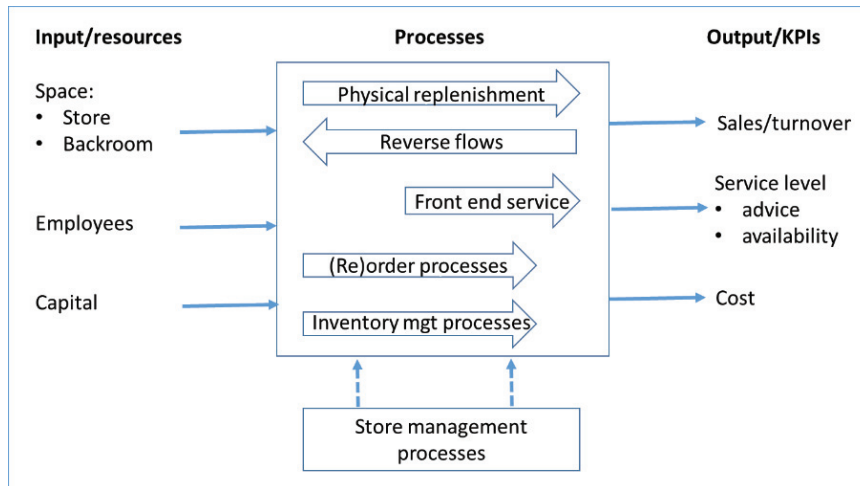 Input/resources
Processes
Output/KPIs
Space:
• Store
• Backroom
Employees
Capital
Physical replenishment
Reverse flows
Front end service
(Re)order processes
Inventory mgt processes
Store management
processes
Sales/turnover
Service level
• advice
• availability
Cost